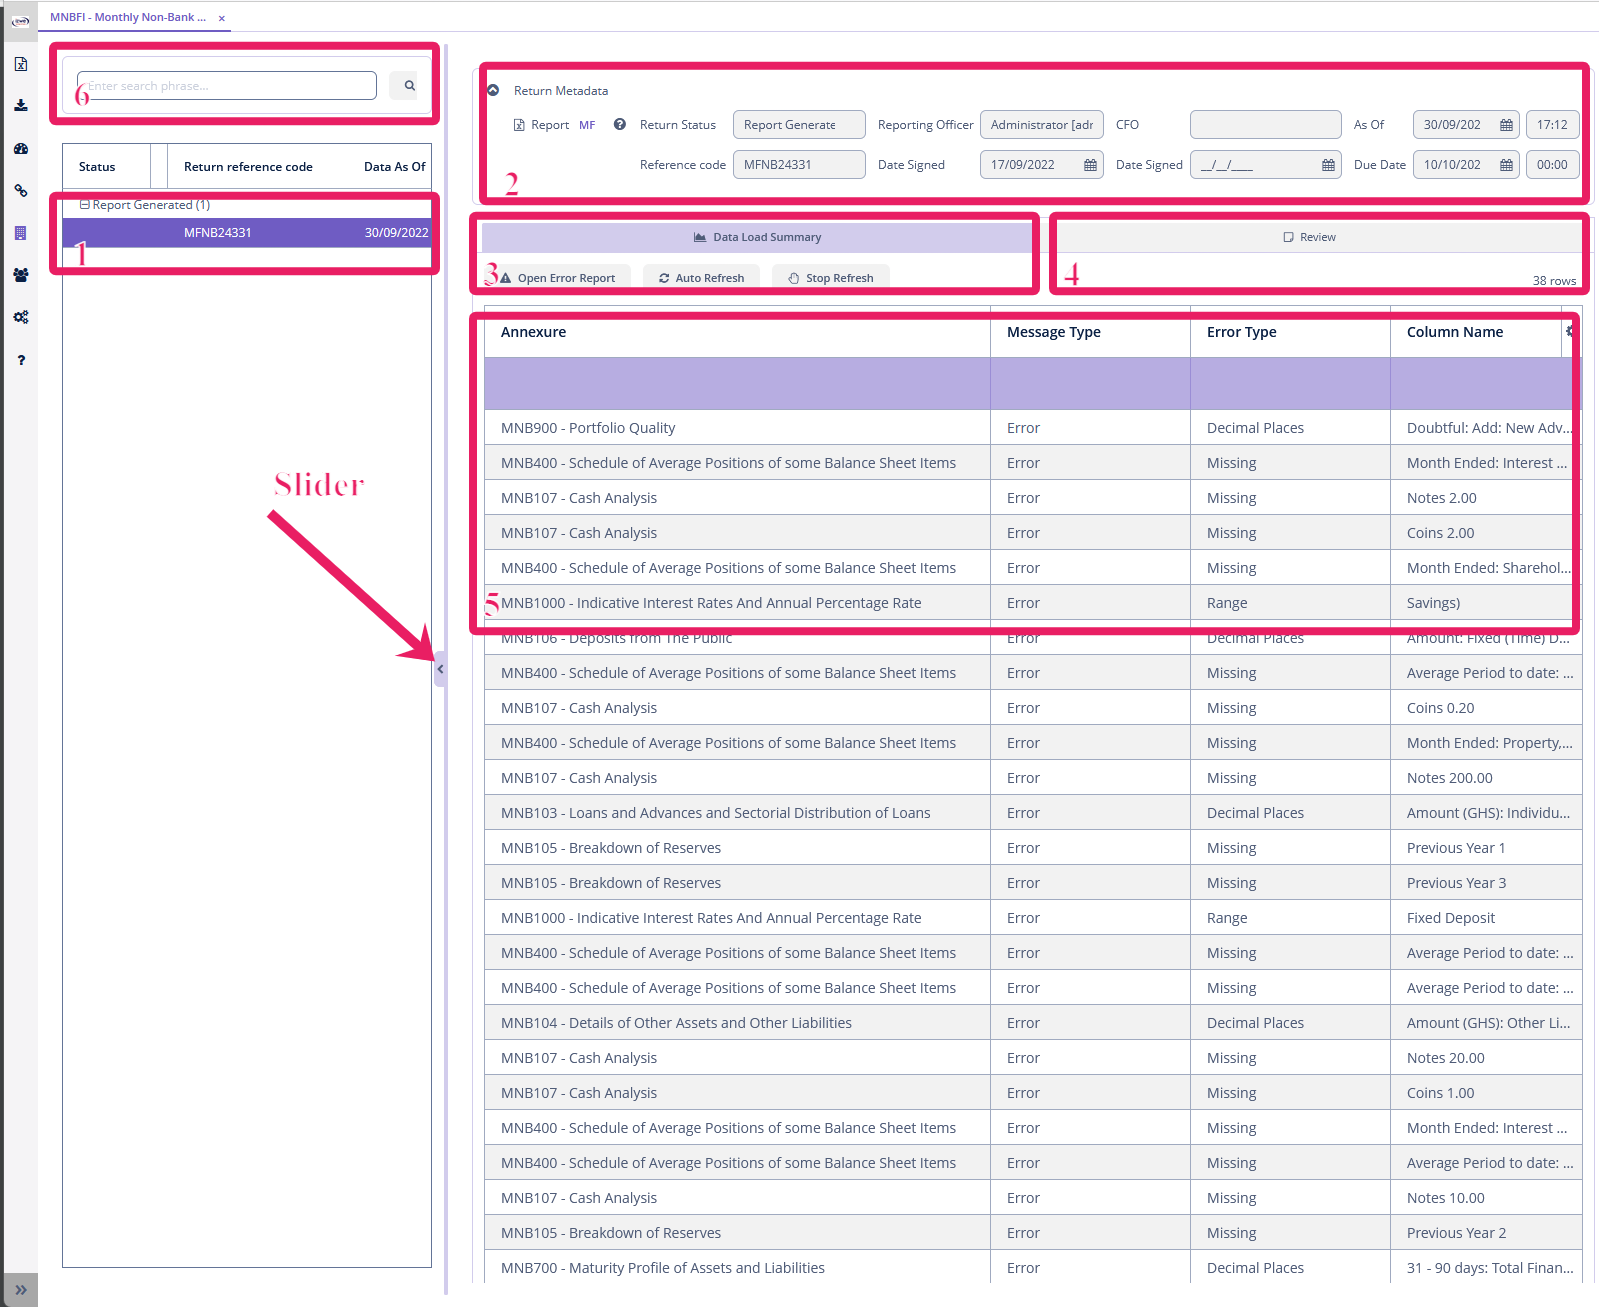 MNBFI - Monthly Non-Bank ... ×
Enter search phrase...
6
Status Return reference code Data As Of
Report Generated (1)
MFNB24331 30/09/2022
1
Return Metadata
Report MF Return Status Report Generate Reporting Officer Administrator [adr CFO As Of 30/09/202 17:12
Reference code MFNB24331 Date Signed 17/09/2022 Date Signed __/__/____ Due Date 10/10/202 00:00
2
Data Load Summary Review
3 Open Error Report Auto Refresh Stop Refresh 4 38 rows
Annexure Message Type Error Type Column Name
MNB900 - Portfolio Quality Error Decimal Places Doubtful: Add: New Adv...
MNB400 - Schedule of Average Positions of some Balance Sheet Items Error Missing Month Ended: Interest ...
Slider
MNB107 - Cash Analysis Error Missing Notes 2.00
MNB107 - Cash Analysis Error Missing Coins 2.00
MNB400 - Schedule of Average Positions of some Balance Sheet Items Error Missing Month Ended: Sharehol...
5 MNB1000 - Indicative Interest Rates And Annual Percentage Rate Error Range Savings)
MNB106 - Deposits from The Public Error Decimal Places Amount: Fixed (Time) D...
MNB400 - Schedule of Average Positions of some Balance Sheet Items Error Missing Average Period to date: ...
MNB107 - Cash Analysis Error Missing Coins 0.20
MNB400 - Schedule of Average Positions of some Balance Sheet Items Error Missing Month Ended: Property,...
MNB107 - Cash Analysis Error Missing Notes 200.00
MNB103 - Loans and Advances and Sectorial Distribution of Loans Error Decimal Places Amount (GHS): Individu...
MNB105 - Breakdown of Reserves Error Missing Previous Year 1
MNB105 - Breakdown of Reserves Error Missing Previous Year 3
MNB1000 - Indicative Interest Rates And Annual Percentage Rate Error Range Fixed Deposit
MNB400 - Schedule of Average Positions of some Balance Sheet Items Error Missing Average Period to date: ...
MNB400 - Schedule of Average Positions of some Balance Sheet Items Error Missing Average Period to date: ...
MNB104 - Details of Other Assets and Other Liabilities Error Decimal Places Amount (GHS): Other Li...
MNB107 - Cash Analysis Error Missing Notes 20.00
MNB107 - Cash Analysis Error Missing Coins 1.00
MNB400 - Schedule of Average Positions of some Balance Sheet Items Error Missing Month Ended: Interest ...
MNB400 - Schedule of Average Positions of some Balance Sheet Items Error Missing Average Period to date: ...
MNB107 - Cash Analysis Error Missing Notes 10.00
MNB105 - Breakdown of Reserves Error Missing Previous Year 2
MNB700 - Maturity Profile of Assets and Liabilities Error Decimal Places 31 - 90 days: Total Finan...